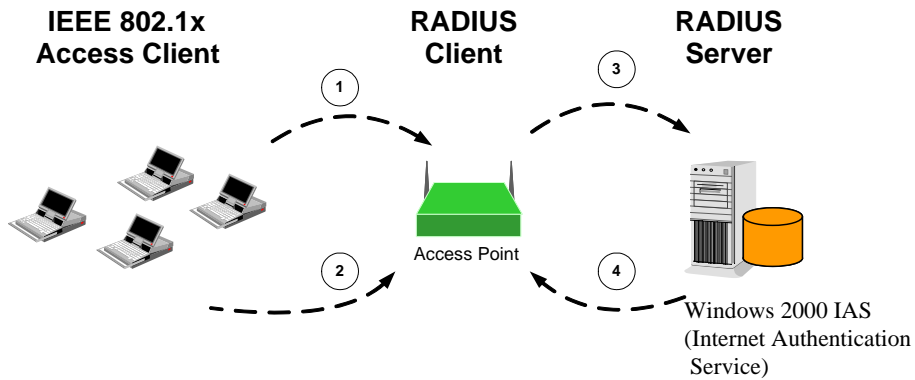 IEEE 802.1x
Access Client
RADIUS
Client
RADIUS
Server
1
3
Access Point
2
4
Windows 2000 IAS
(Internet Authentication
Service)